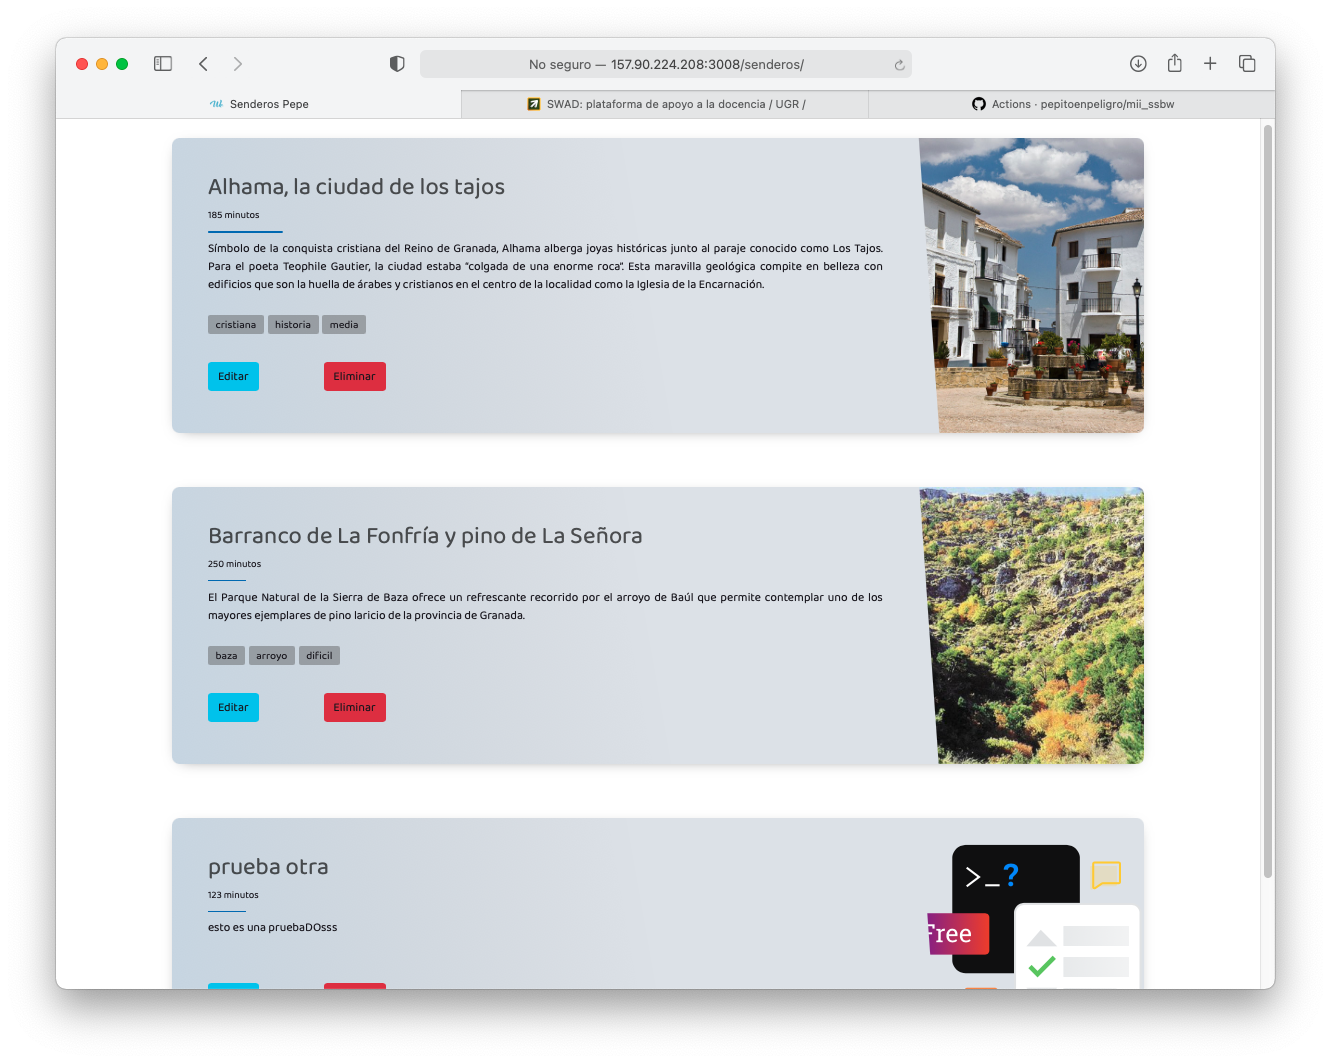 No seguro — 157.90.224.208:3008/senderos/
Senderos Pepe
SWAD: plataforma de apoyo a la docencia / UGR /
Actions · pepitoenpeligro/mii_ssbw
Alhama, la ciudad de los tajos
185 minutos
Símbolo de la conquista cristiana del Reino de Granada, Alhama alberga joyas históricas junto al paraje conocido como Los Tajos.
Para el poeta Teophile Gautier, la ciudad estaba "colgada de una enorme roca". Esta maravilla geológica compite en belleza con
edificios que son la huella de árabes y cristianos en el centro de la localidad como la Iglesia de la Encarnación.
cristiana historia media
Editar Eliminar
Barranco de La Fonfría y pino de La Señora
250 minutos
El Parque Natural de la Sierra de Baza ofrece un refrescante recorrido por el arroyo de Baúl que permite contemplar uno de los
mayores ejemplares de pino laricio de la provincia de Granada.
baza arroyo dificil
Editar Eliminar
prueba otra
123 minutos
esto es una pruebaDOsss
>_?
Free